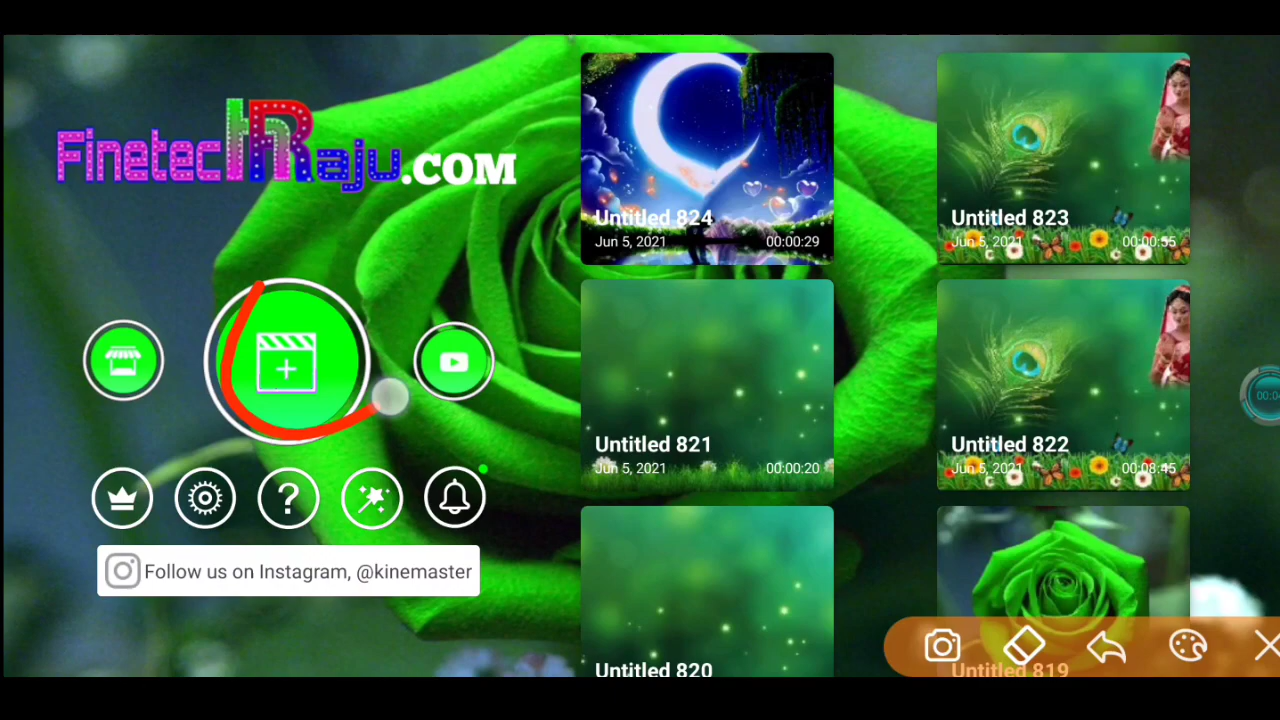 FinetechRaju.COM
Follow us on Instagram, @kinemaster
Untitled 824
Jun 5, 2021 00:00:29
Untitled 823
Jun 5, 2021 00:00:55
Untitled 821
Jun 5, 2021 00:00:20
Untitled 822
Jun 5, 2021 00:08:45
Untitled 820
Untitled 819